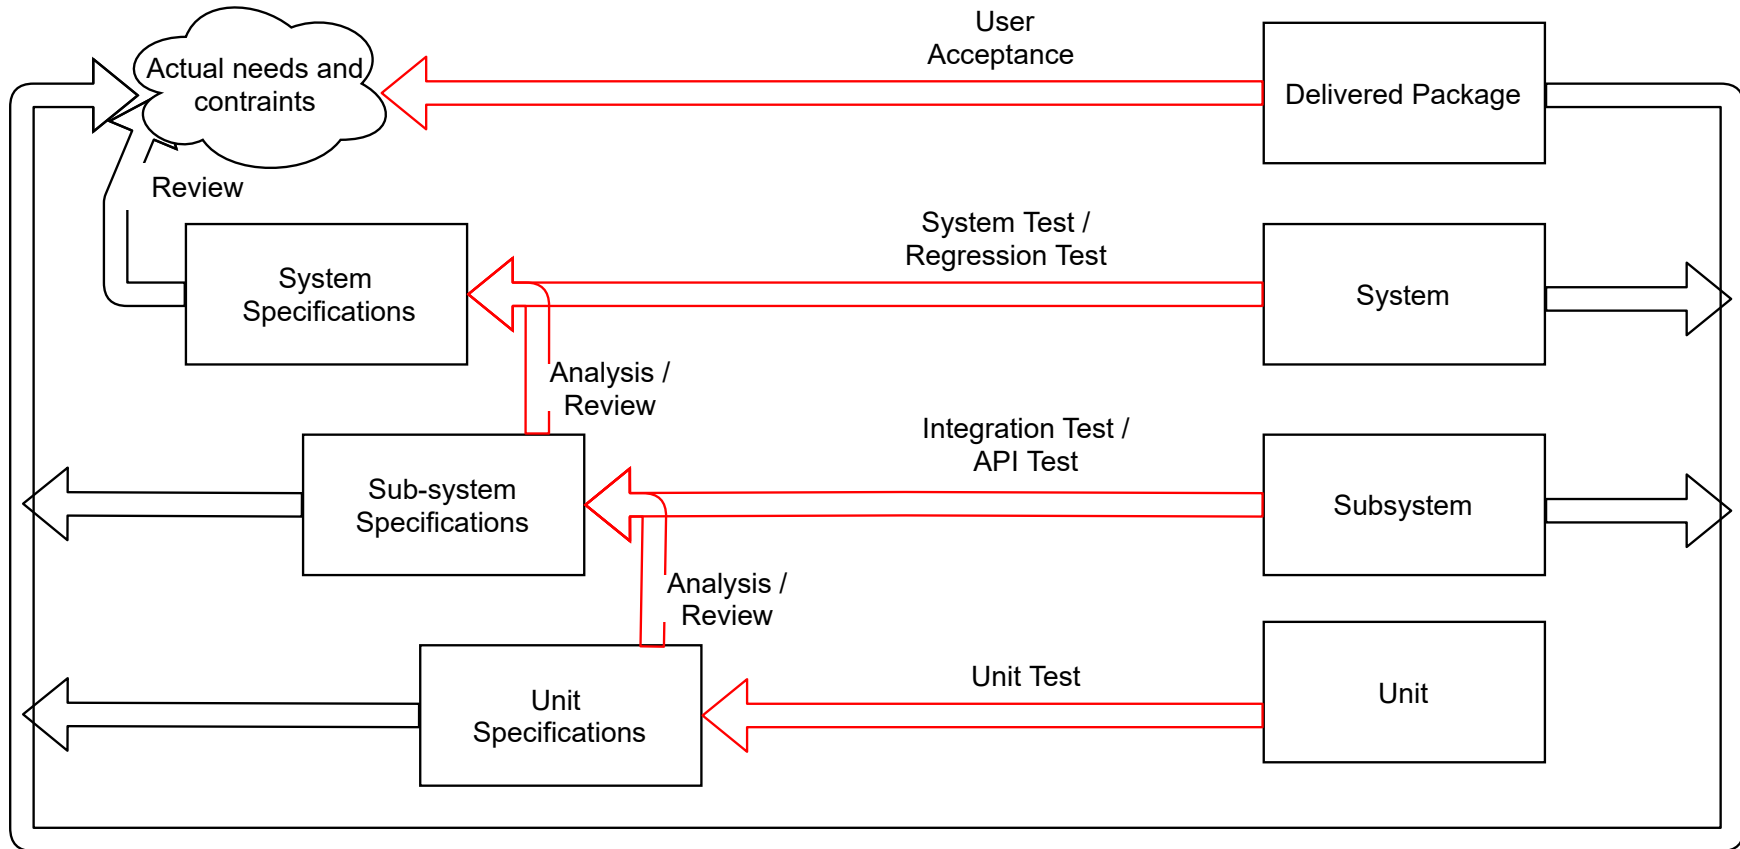 User
Acceptance
Actual needs and
contraints
Delivered Package
Review
System Test /
Regression Test
System
Specifications
System
Analysis /
Review
Integration Test /
API Test
Sub-system
Specifications
Subsystem
Analysis /
Review
Unit Test
Unit
Specifications
Unit